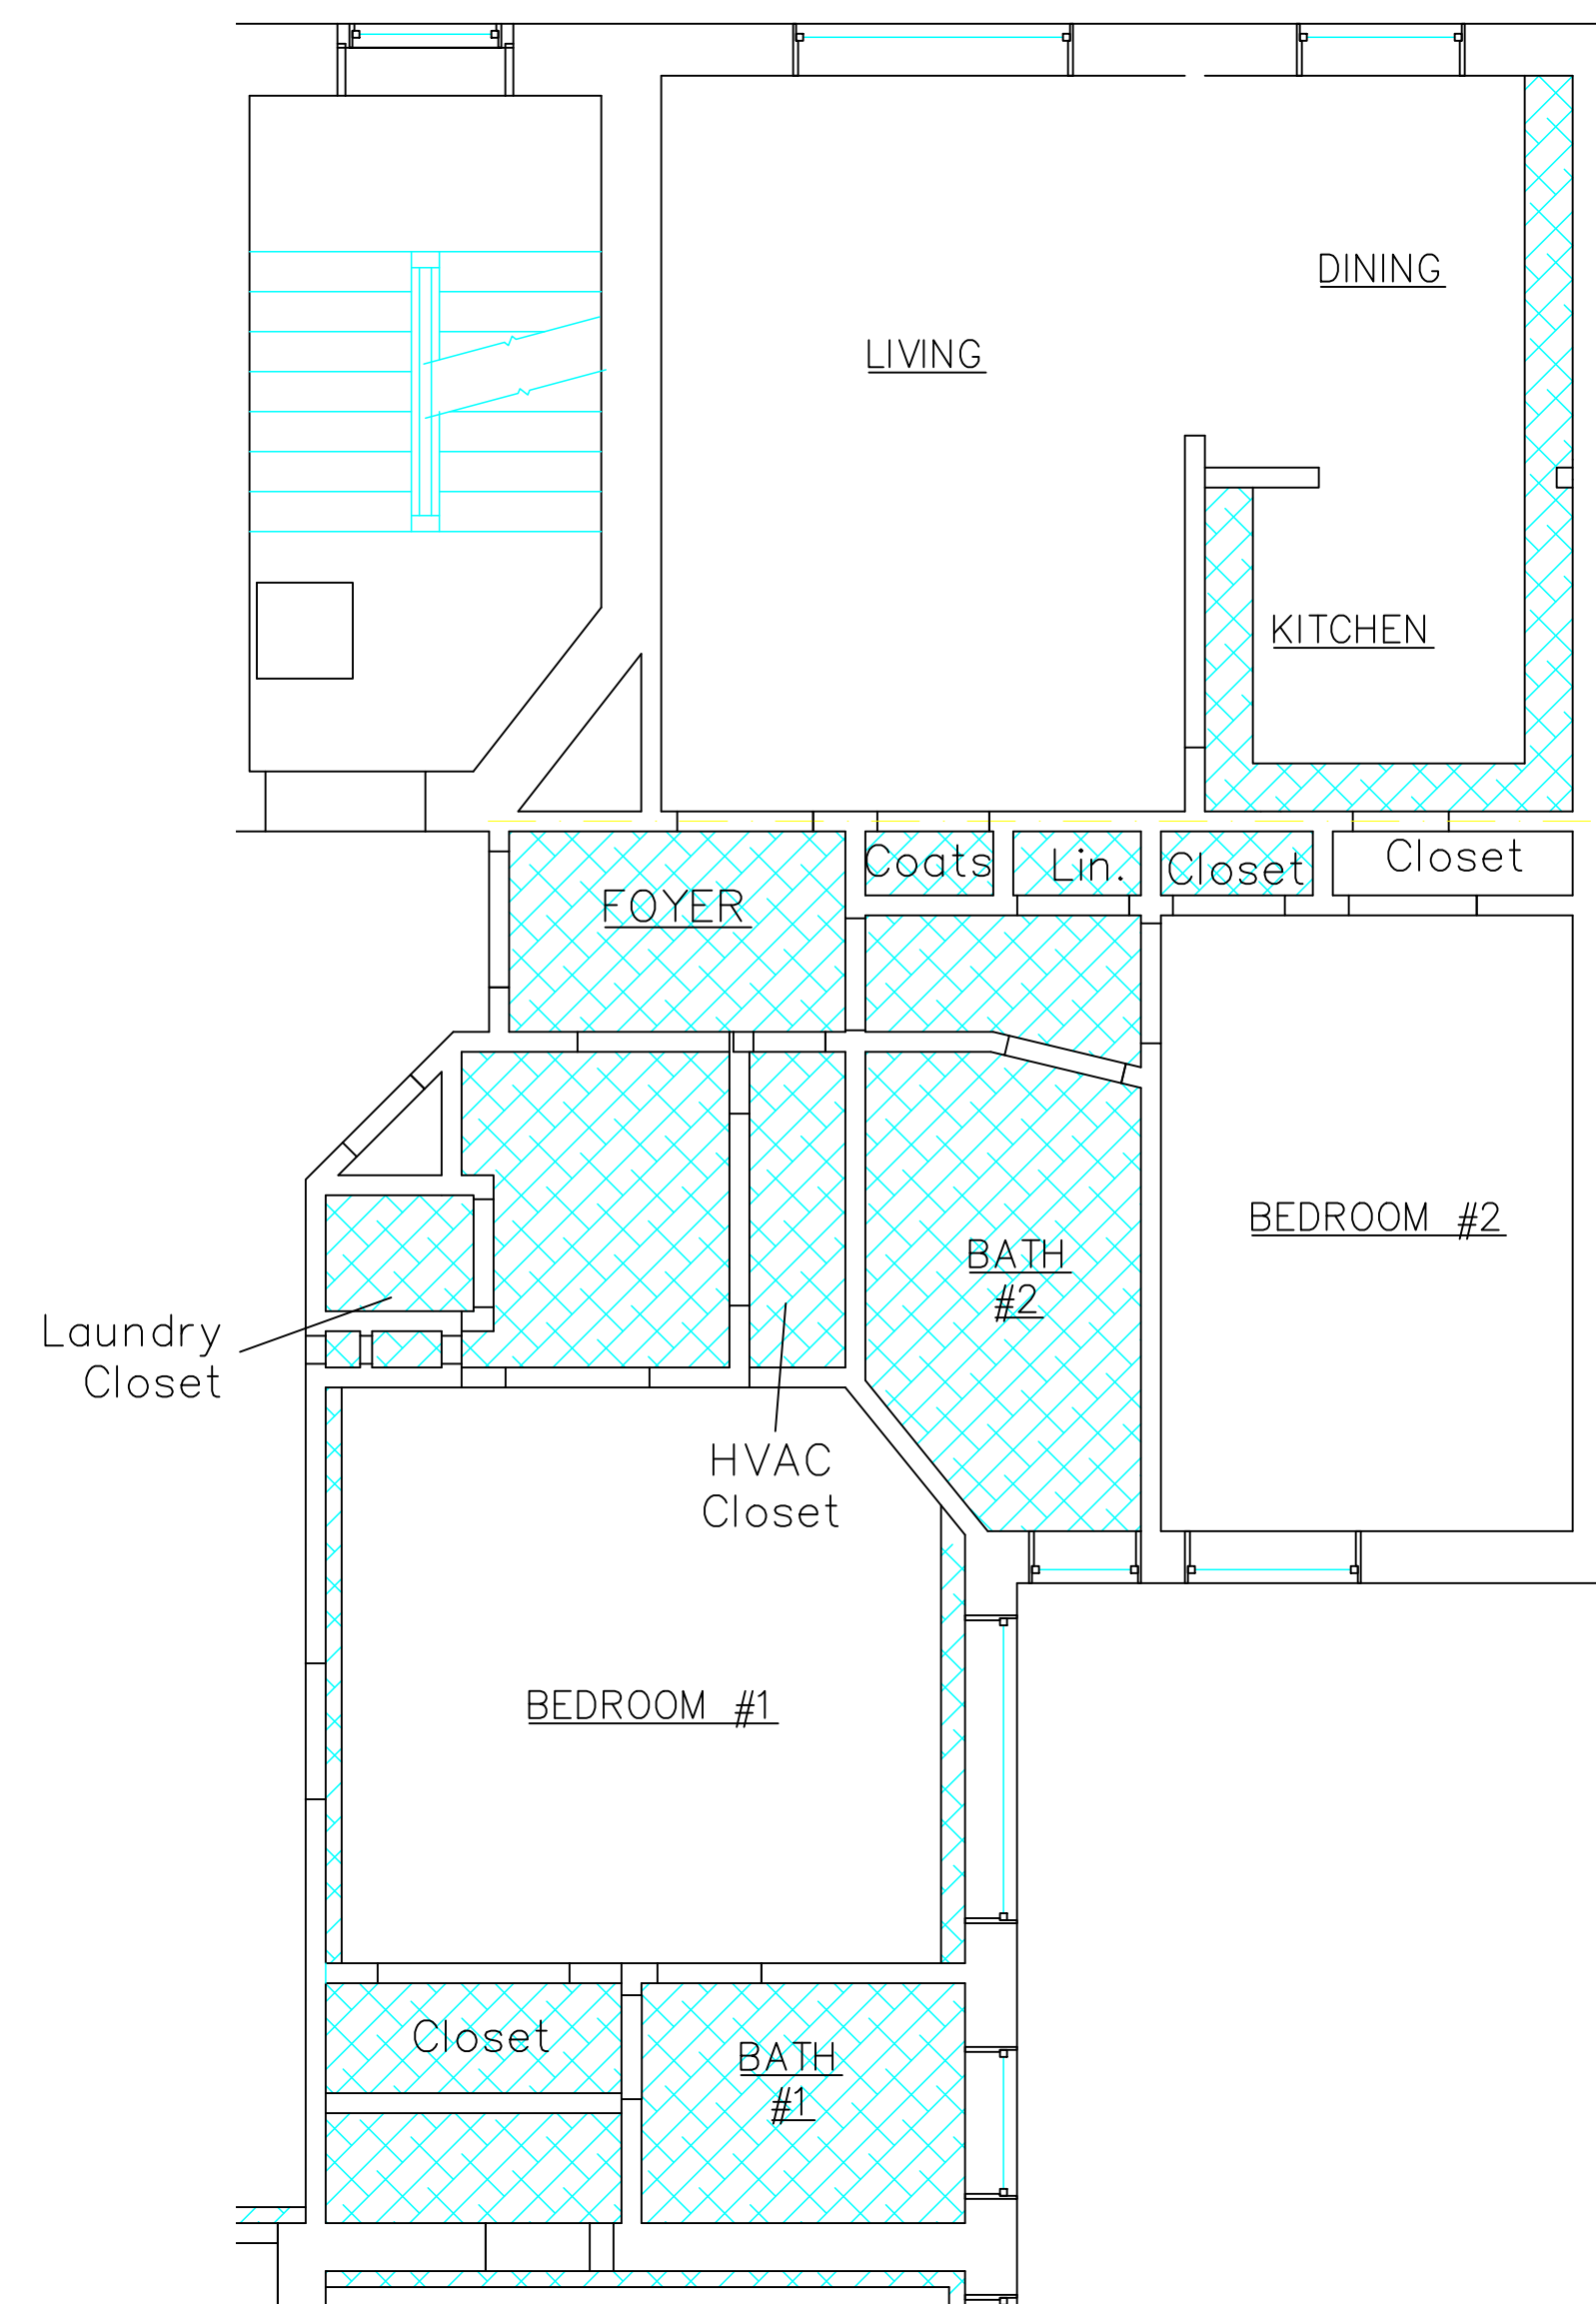 DINING
LIVING
KITCHEN
Coats
Lin.
Closet
Closet
FOYER
BEDROOM #2
BATH
#2
Laundry
Closet
HVAC
Closet
BEDROOM #1
Closet
BATH
#1